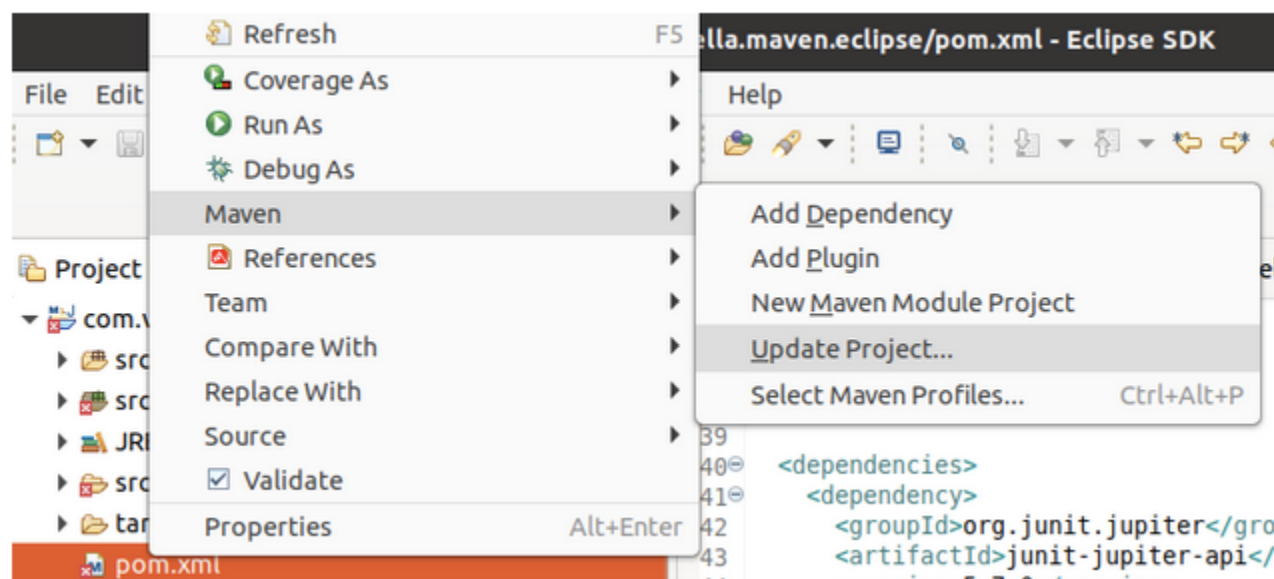 Refresh F5
ella.maven.eclipse/pom.xml - Eclipse SDK
File Edit
Help
Coverage As
Run As
Debug As
Maven
References
Team
Compare With
Replace With
Source
Validate
Properties Alt+Enter
Add Dependency
Add Plugin
New Maven Module Project
Update Project...
Select Maven Profiles... Ctrl+Alt+P
Project
com.v
src
src
JRE
src
tar
pom.xml
39
40 <dependencies>
41 <dependency>
42 <groupId>org.junit.jupiter</gro
43 <artifactId>junit-jupiter-api</